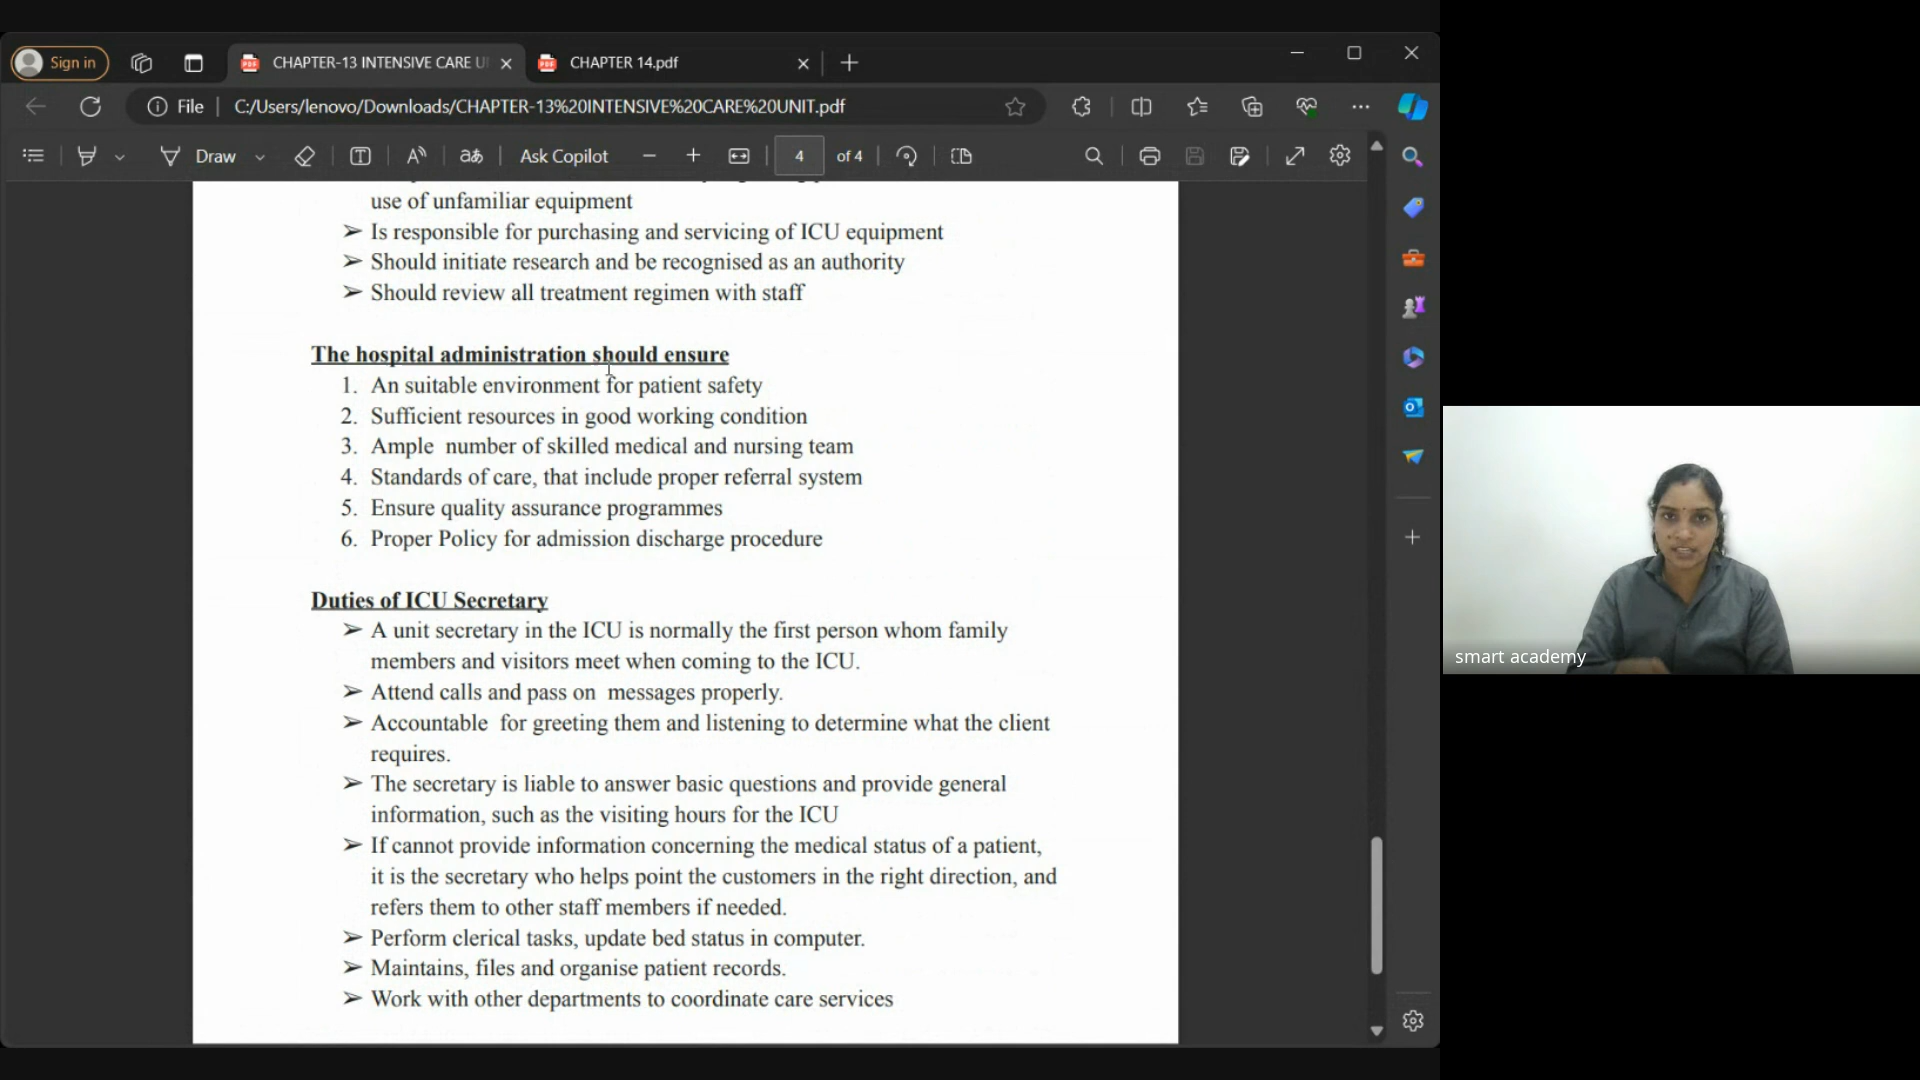 Sign in
CHAPTER-13 INTENSIVE CARE U
CHAPTER 14.pdf
File
C:/Users/lenovo/Downloads/CHAPTER-13%20INTENSIVE%20CARE%20UNIT.pdf
Draw
Ask Copilot
4 of 4
use of unfamiliar equipment
➢ Is responsible for purchasing and servicing of ICU equipment
➢ Should initiate research and be recognised as an authority
➢ Should review all treatment regimen with staff
The hospital administration should ensure
1. An suitable environment for patient safety
2. Sufficient resources in good working condition
3. Ample number of skilled medical and nursing team
4. Standards of care, that include proper referral system
5. Ensure quality assurance programmes
6. Proper Policy for admission discharge procedure
Duties of ICU Secretary
➢ A unit secretary in the ICU is normally the first person whom family
members and visitors meet when coming to the ICU.
➢ Attend calls and pass on messages properly.
➢ Accountable for greeting them and listening to determine what the client
requires.
➢ The secretary is liable to answer basic questions and provide general
information, such as the visiting hours for the ICU
➢ If cannot provide information concerning the medical status of a patient,
it is the secretary who helps point the customers in the right direction, and
refers them to other staff members if needed.
➢ Perform clerical tasks, update bed status in computer.
➢ Maintains, files and organise patient records.
➢ Work with other departments to coordinate care services
smart academy